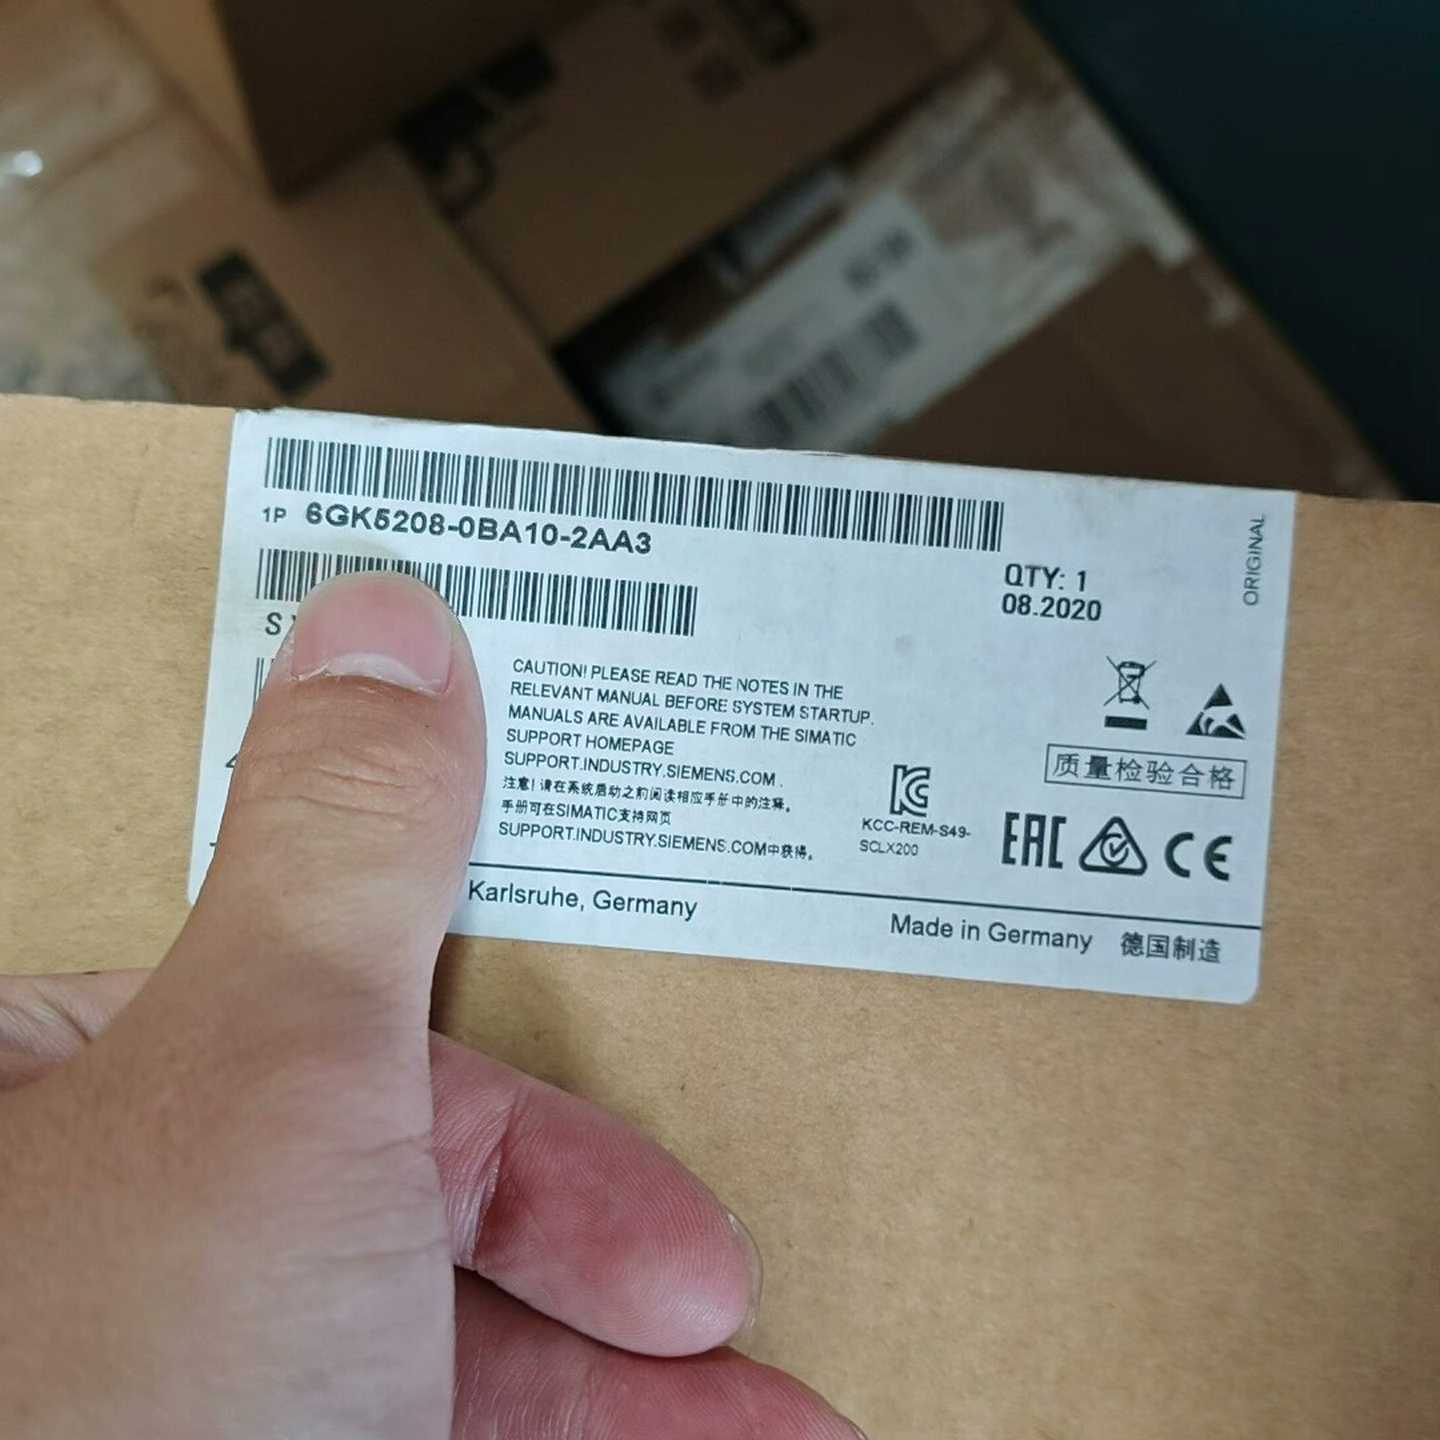 1P 6GK5208-0BA10-2AA3
QTY: 1
08.2020
ORIGINAL
S
CAUTION! PLEASE READ THE NOTES IN THE
RELEVANT MANUAL BEFORE SYSTEM STARTUP.
MANUALS ARE AVAILABLE FROM THE SIMATIC
SUPPORT HOMEPAGE
SUPPORT.INDUSTRY.SIEMENS.COM .
注意! 请在系统启动之前阅读相应手册中的注释。
手册可在SIMATIC支持网页
SUPPORT.INDUSTRY.SIEMENS.COM中获得。
KCC-REM-S49-
SCLX200
质量检验合格
EAC
CE
Karlsruhe, Germany
Made in Germany 德国制造